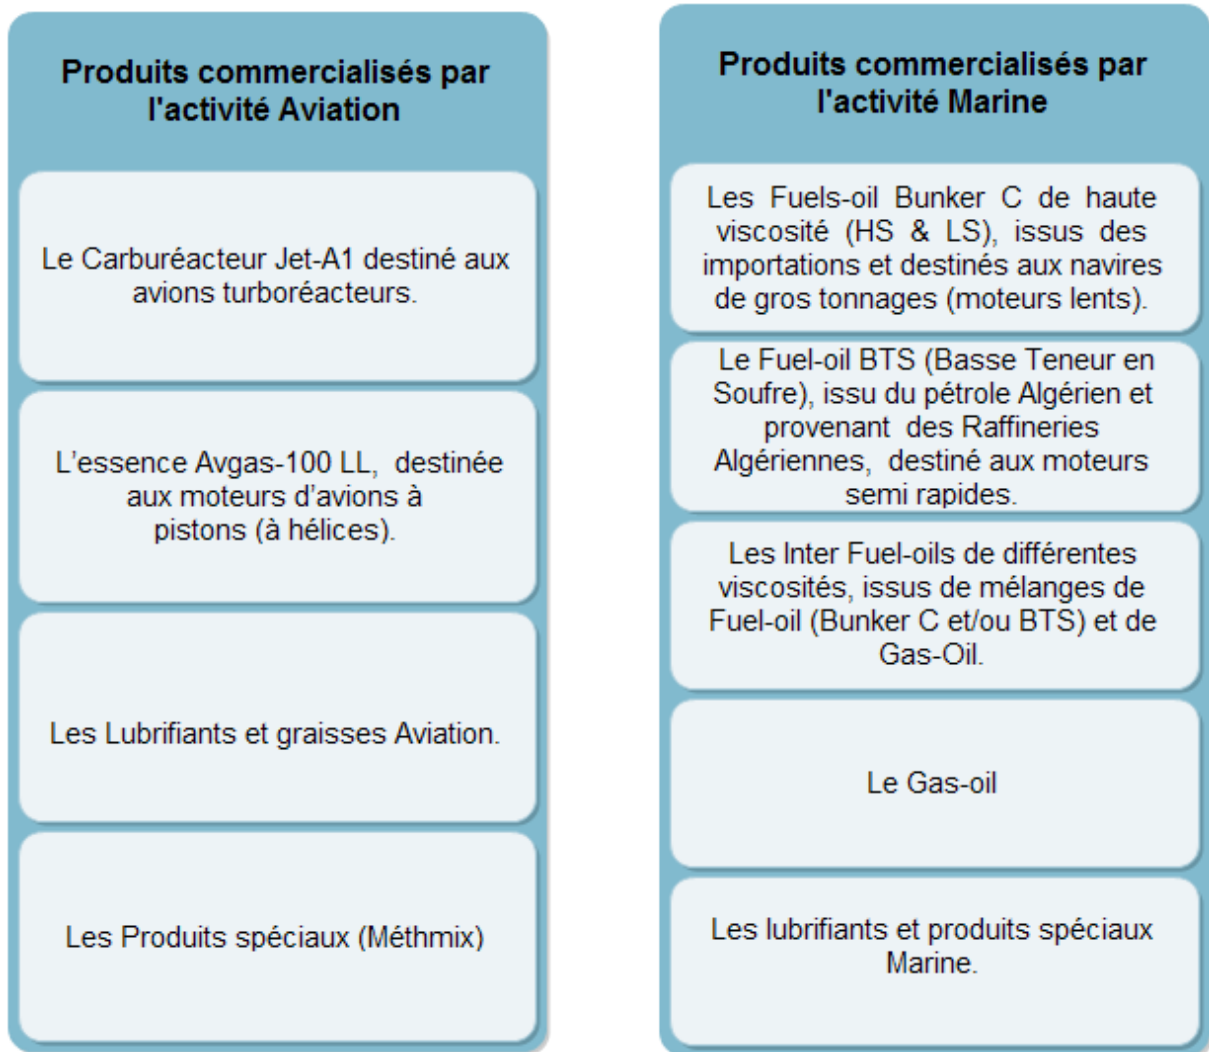 Produits commercialisés par
l'activité Aviation
Le Carburéacteur Jet-A1 destiné aux
avions turboréacteurs.
L’essence Avgas-100 LL, destinée
aux moteurs d’avions à
pistons (à hélices).
Les Lubrifiants et graisses Aviation.
Les Produits spéciaux (Méthmix)
Produits commercialisés par
l'activité Marine
Les Fuels-oil Bunker C de haute
viscosité (HS & LS), issus des
importations et destinés aux navires
de gros tonnages (moteurs lents).
Le Fuel-oil BTS (Basse Teneur en
Soufre), issu du pétrole Algérien et
provenant des Raffineries
Algériennes, destiné aux moteurs
semi rapides.
Les Inter Fuel-oils de différentes
viscosités, issus de mélanges de
Fuel-oil (Bunker C et/ou BTS) et de
Gas-Oil.
Le Gas-oil
Les lubrifiants et produits spéciaux
Marine.